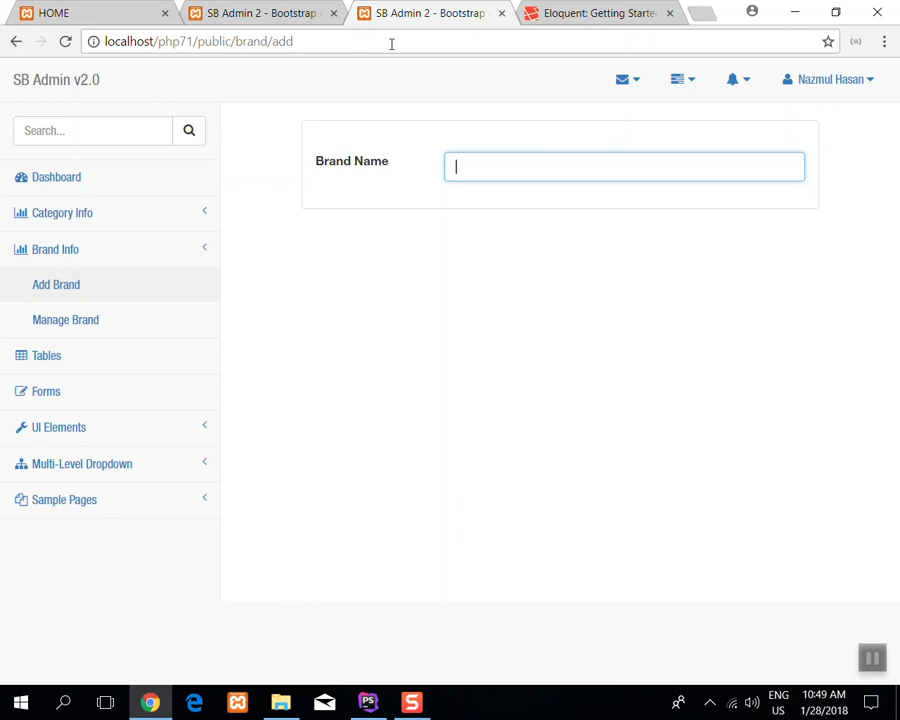 HOME
SB Admin 2 - Bootstrap
SB Admin 2 - Bootstrap
Eloquent: Getting Starte
localhost/php71/public/brand/add
SB Admin v2.0
Nazmul Hasan
Search...
Dashboard
Category Info
Brand Info
Add Brand
Manage Brand
Tables
Forms
UI Elements
Multi-Level Dropdown
Sample Pages
Brand Name
ENG
US
10:49 AM
1/28/2018